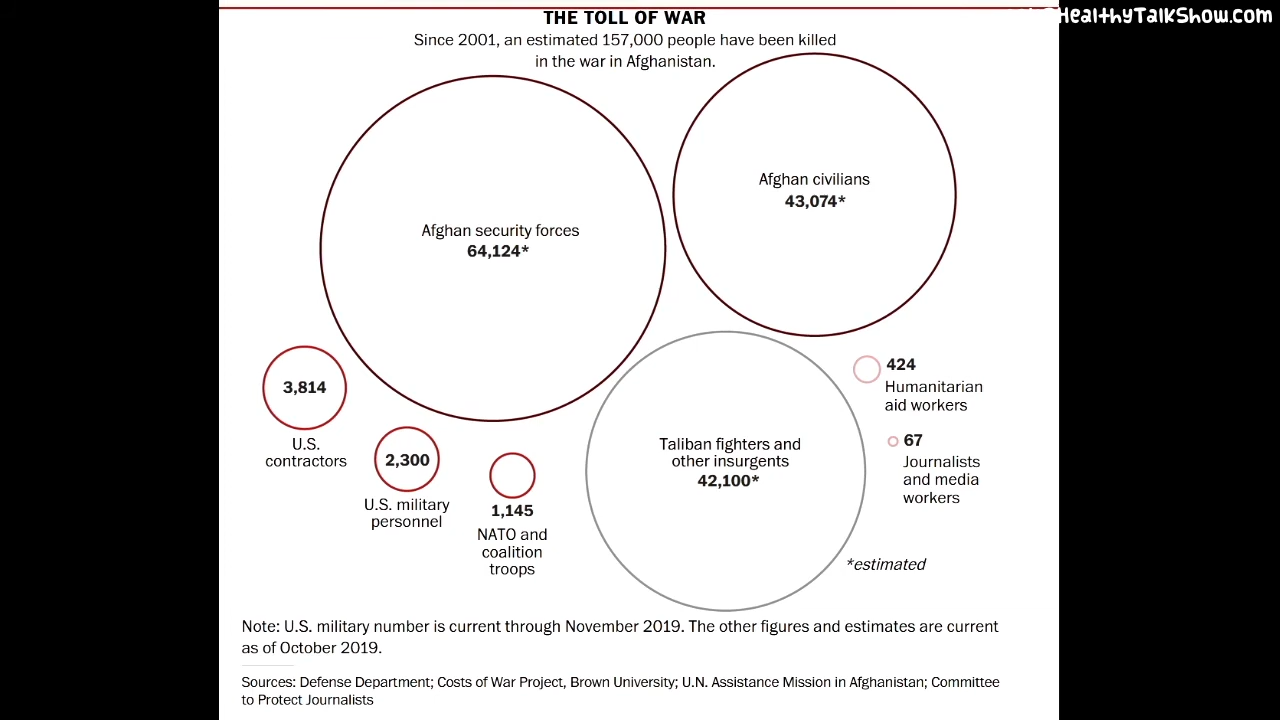 HealthyTalkShow.com
THE TOLL OF WAR
Since 2001, an estimated 157,000 people have been killed
in the war in Afghanistan.
Afghan security forces
64,124*
Afghan civilians
43,074*
3,814
U.S.
contractors
2,300
U.S. military
personnel
1,145
NATO and
coalition
troops
Taliban fighters and
other insurgents
42,100*
424
Humanitarian
aid workers
67
Journalists
and media
workers
*estimated
Note: U.S. military number is current through November 2019. The other figures and estimates are current
as of October 2019.
Sources: Defense Department; Costs of War Project, Brown University; U.N. Assistance Mission in Afghanistan; Committee
to Protect Journalists